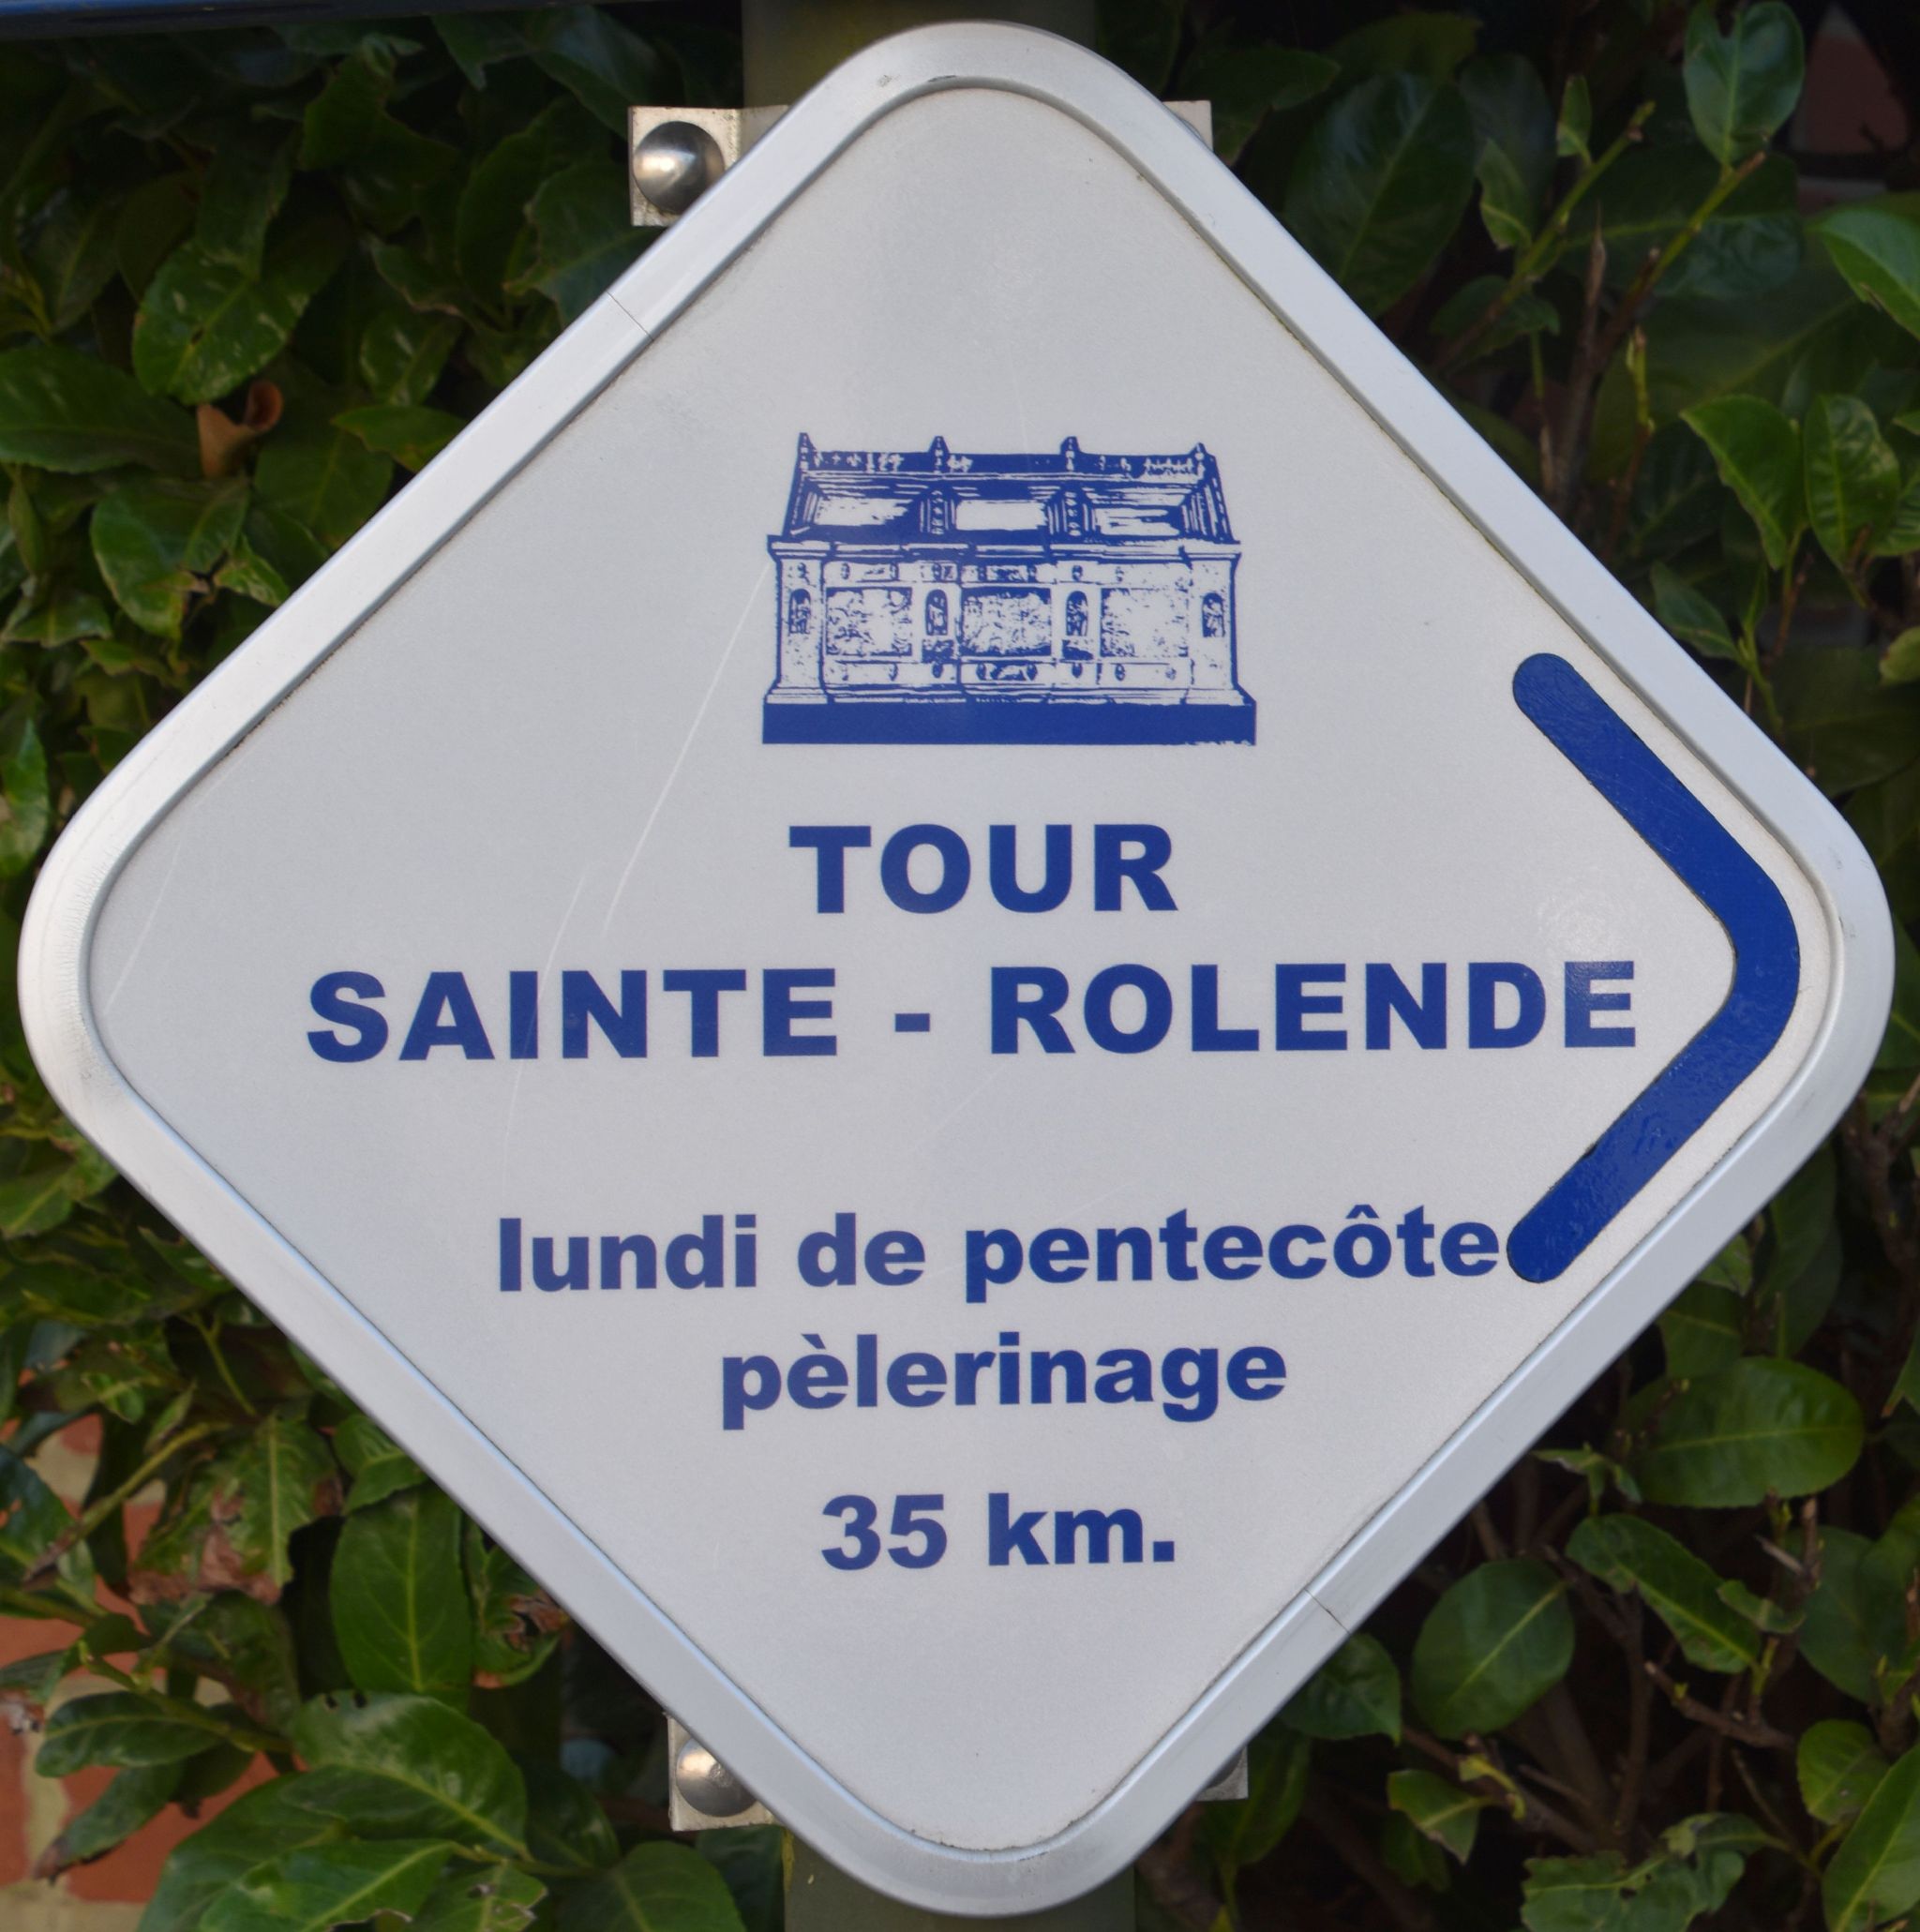 TOUR
SAINTE - ROLENDE
lundi de pentecôte
pèlerinage
35 km.